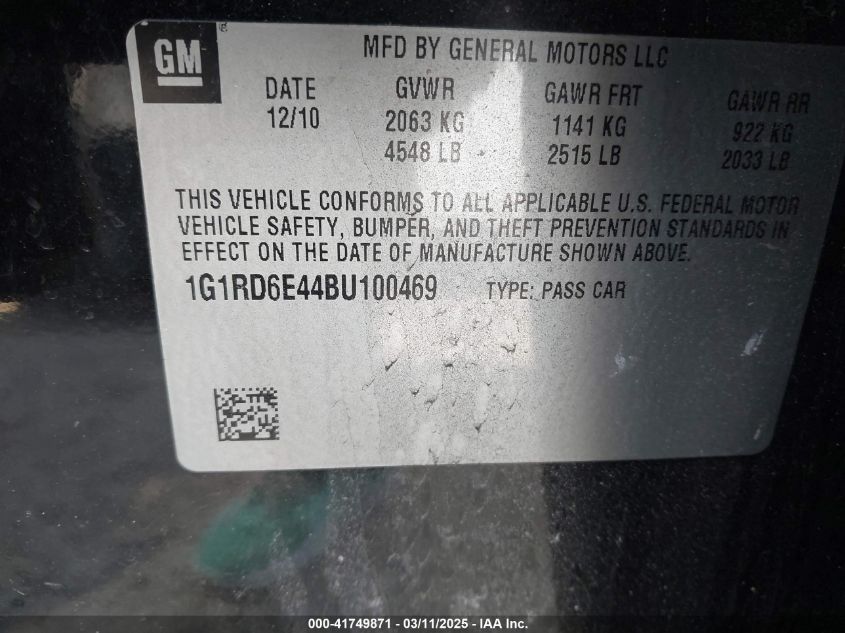 GM
MFD BY GENERAL MOTORS LLC
DATE GVWR GAWR FRT GAWR RR
12/10 2063 KG 1141 KG 922 KG
4548 LB 2515 LB 2033 LB
THIS VEHICLE CONFORMS TO ALL APPLICABLE U.S. FEDERAL MOTOR
VEHICLE SAFETY, BUMPER, AND THEFT PREVENTION STANDARDS IN
EFFECT ON THE DATE OF MANUFACTURE SHOWN ABOVE.
1G1RD6E44BU100469 TYPE: PASS CAR
000-41749871 - 03/11/2025 - IAA Inc.